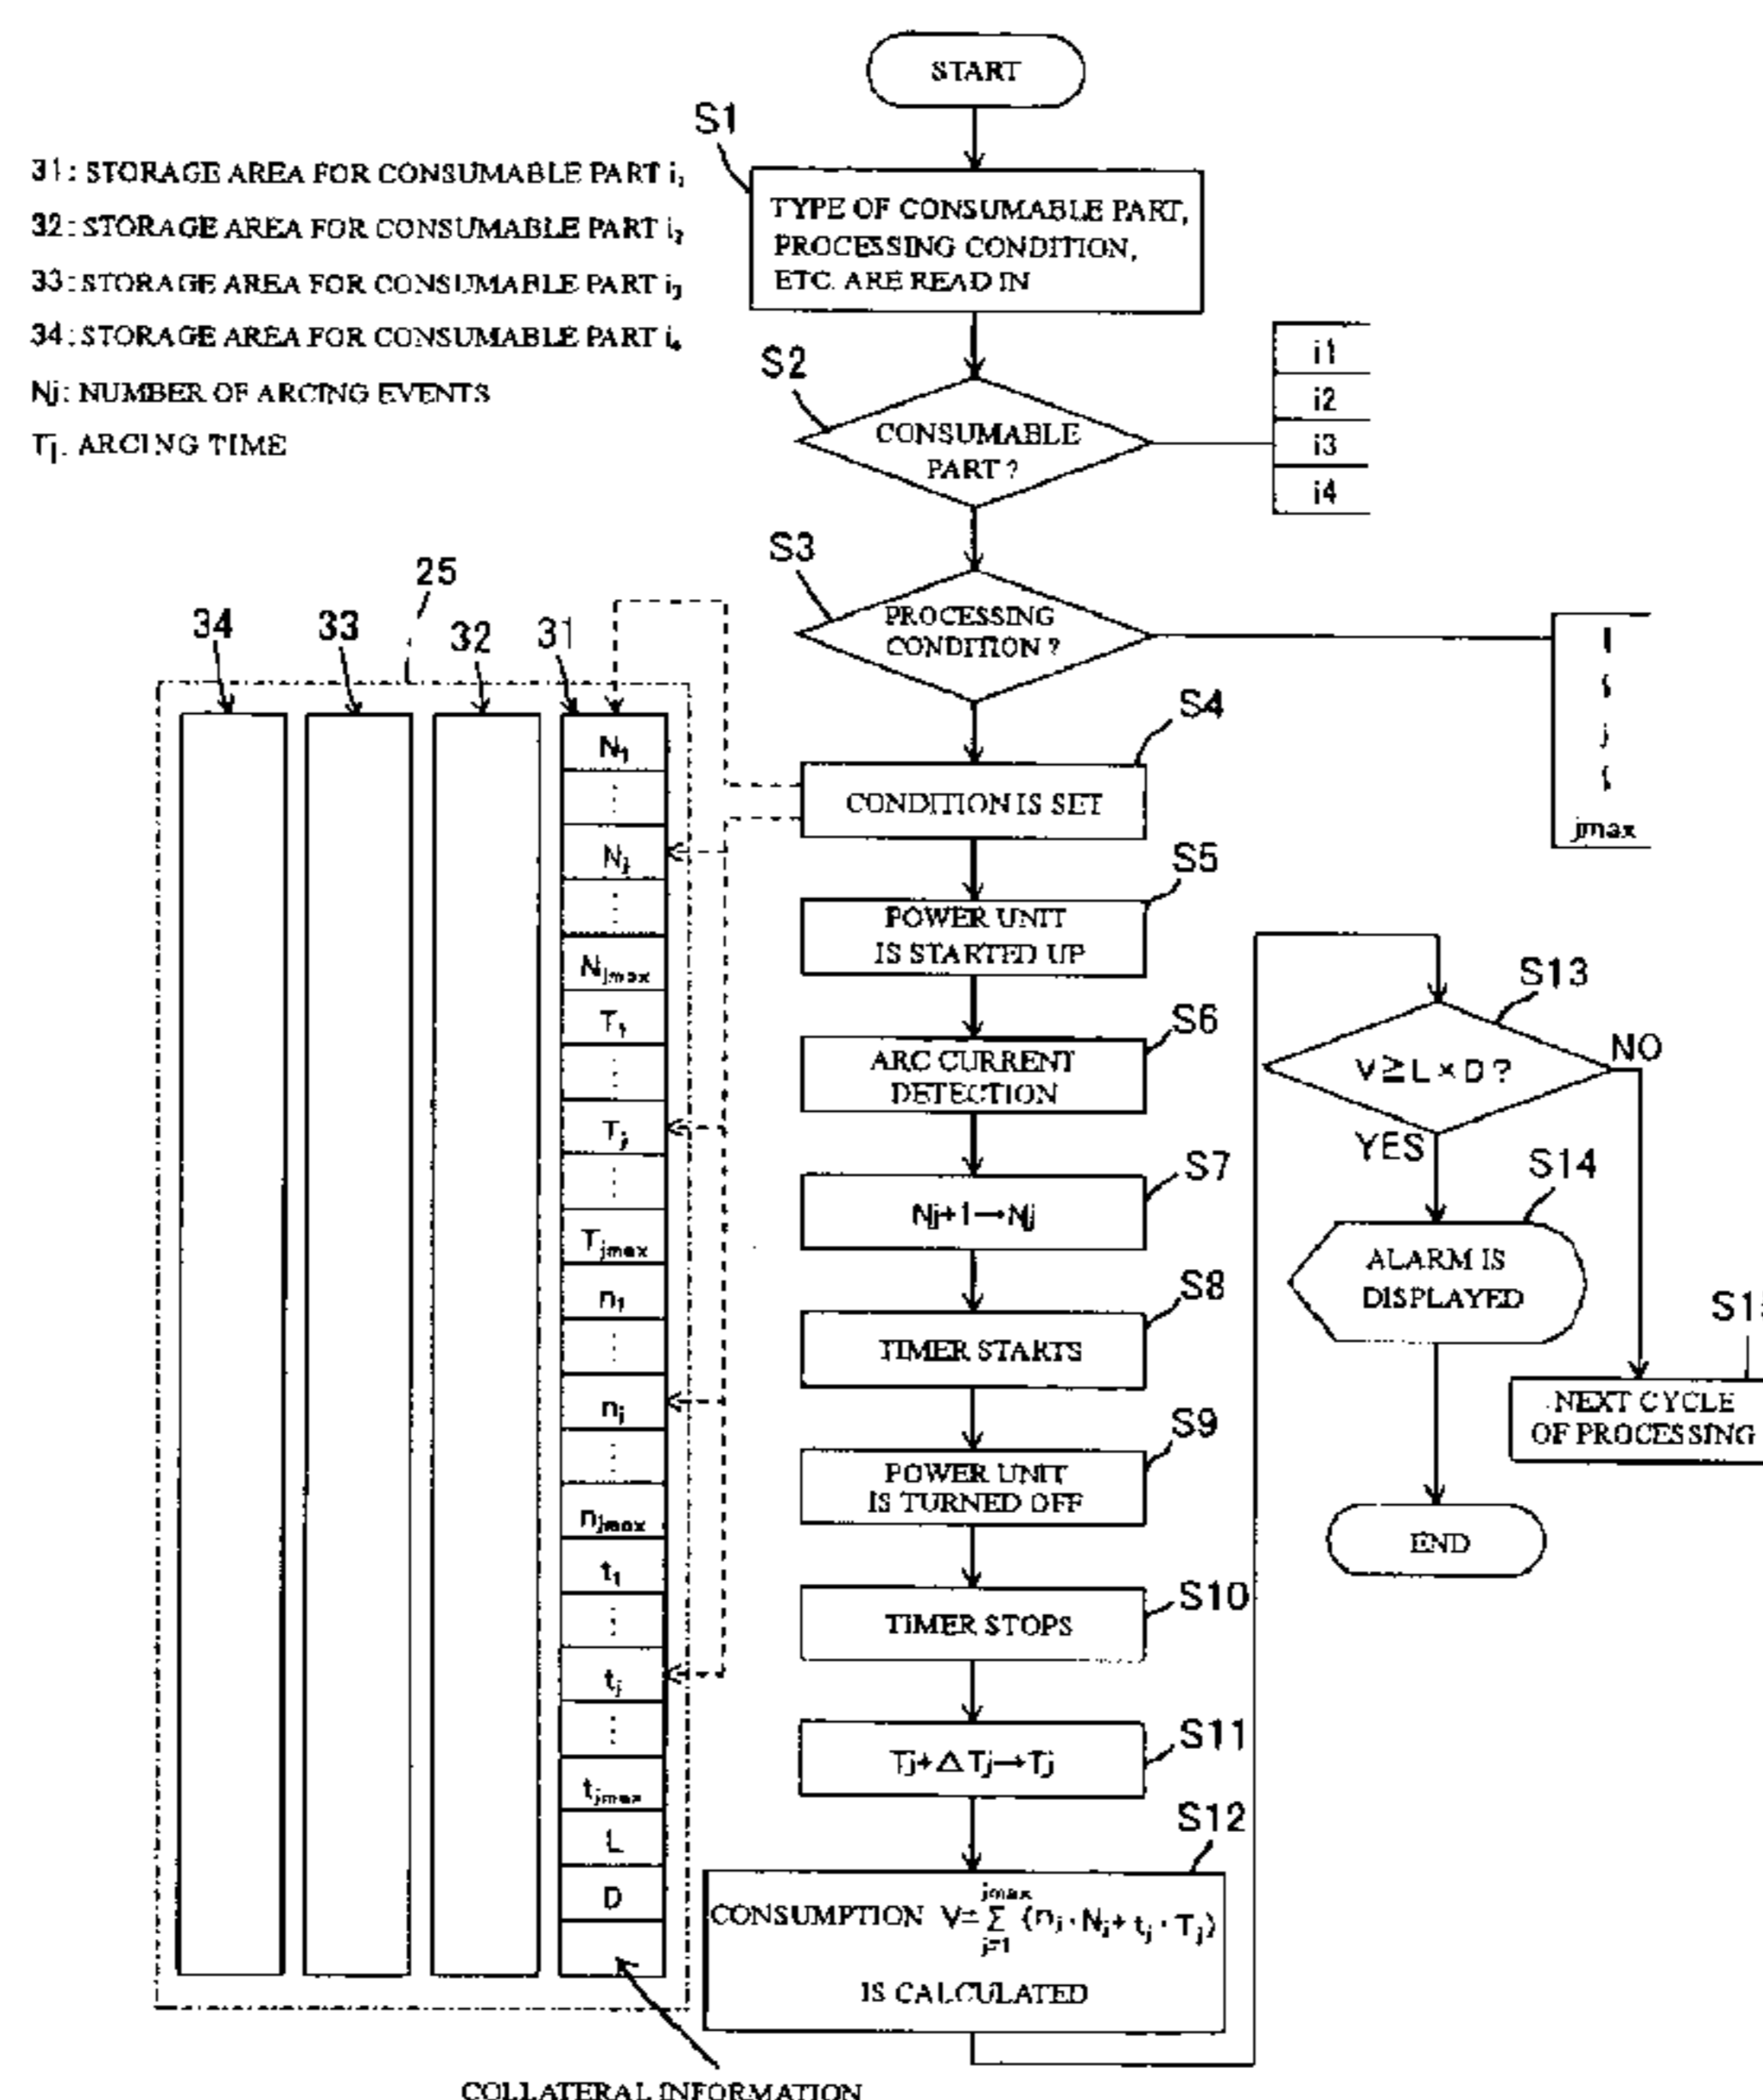 START
S1
31: STORAGE AREA FOR CONSUMABLE PART i₁
32: STORAGE AREA FOR CONSUMABLE PART i₂
33: STORAGE AREA FOR CONSUMABLE PART i₃
34: STORAGE AREA FOR CONSUMABLE PART i₄
Nj: NUMBER OF ARCING EVENTS
Tj. ARCING TIME
TYPE OF CONSUMABLE PART,
PROCESSING CONDITION,
ETC. ARE READ IN
S2
CONSUMABLE
PART ?
i1
i2
i3
i4
S3
PROCESSING
CONDITION ?
1
j
jmax
25
34
33
32
31
N₁
⋮
Nⱼ
⋮
Njmax
T₁
⋮
Tⱼ
⋮
Tjmax
n₁
⋮
nⱼ
⋮
njmax
t₁
⋮
tⱼ
⋮
tjmax
L
D
COLLATERAL INFORMATION
S4
CONDITION IS SET
S5
POWER UNIT
IS STARTED UP
S6
ARC CURRENT
DETECTION
S7
Nj+1→Nj
S8
TIMER STARTS
S9
POWER UNIT
IS TURNED OFF
S10
TIMER STOPS
S11
Tj+△Tj→Tj
S12
jmax
CONSUMPTION V=Σ(nⱼ·Nⱼ+tⱼ·Tⱼ)
j=1
IS CALCULATED
S13
V≧L×D?
NO
YES
S14
ALARM IS
DISPLAYED
END
NEXT CYCLE
OF PROCESSING